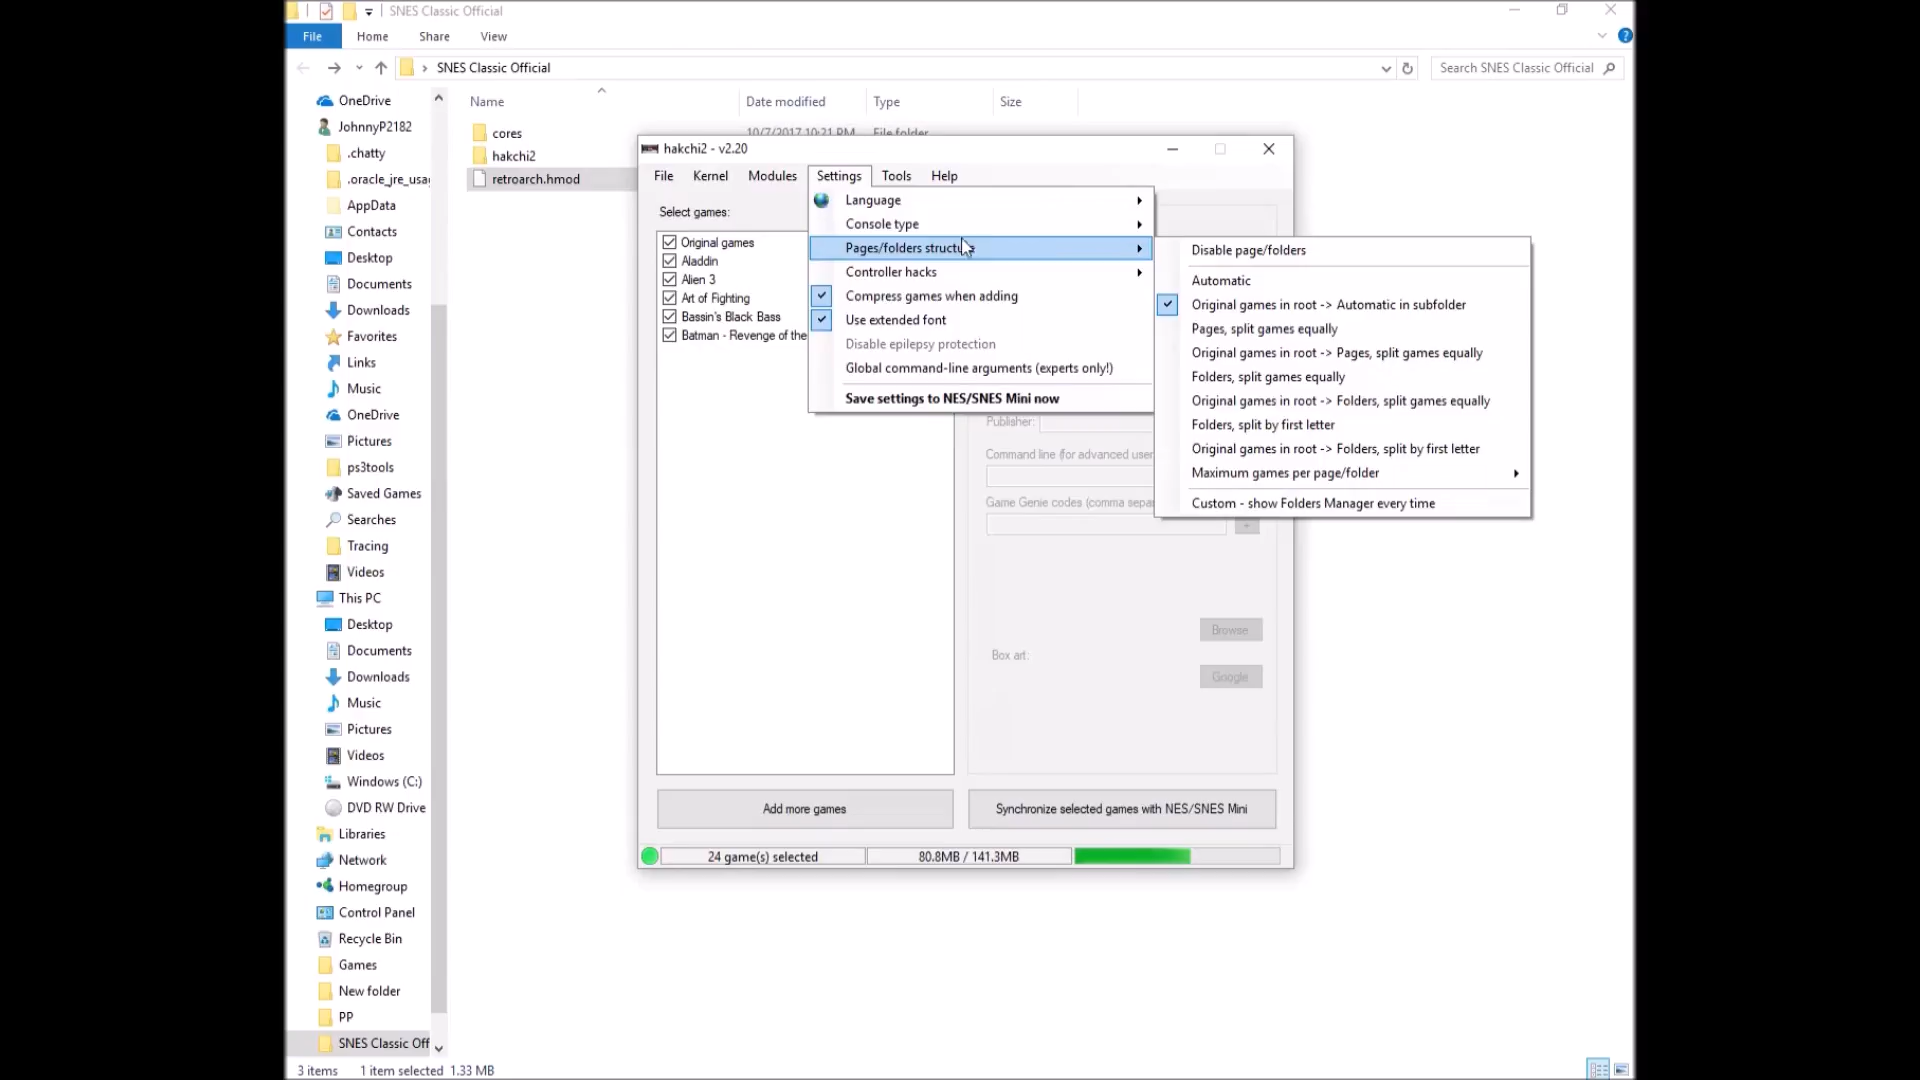 SNES Classic Official
File
Home
Share
View
SNES Classic Official
Search SNES Classic Official
OneDrive
JohnnyP2182
.chatty
.oracle_jre_usa
AppData
Contacts
Desktop
Documents
Downloads
Favorites
Links
Music
OneDrive
Pictures
ps3tools
Saved Games
Searches
Tracing
Videos
This PC
Desktop
Documents
Downloads
Music
Pictures
Videos
Windows (C:)
DVD RW Drive
Libraries
Network
Homegroup
Control Panel
Recycle Bin
Games
New folder
PP
SNES Classic Off
Name
Date modified
Type
Size
cores
10/7/2017 10:21 PM
File folder
hakchi2
retroarch.hmod
hakchi2 - v2.20
File
Kernel
Modules
Settings
Tools
Help
Select games:
Original games
Aladdin
Alien 3
Art of Fighting
Bassin's Black Bass
Batman - Revenge of the
Language
Console type
Pages/folders structure
Controller hacks
Compress games when adding
Use extended font
Disable epilepsy protection
Global command-line arguments (experts only!)
Save settings to NES/SNES Mini now
Disable page/folders
Automatic
Original games in root -> Automatic in subfolder
Pages, split games equally
Original games in root -> Pages, split games equally
Folders, split games equally
Original games in root -> Folders, split games equally
Folders, split by first letter
Original games in root -> Folders, split by first letter
Maximum games per page/folder
Custom - show Folders Manager every time
Publisher:
Command line (for advanced user
Game Genie codes (comma sepa
+
Browse
Box art:
Google
Add more games
Synchronize selected games with NES/SNES Mini
24 game(s) selected
80.8MB / 141.3MB
3 items
1 item selected 1.33 MB